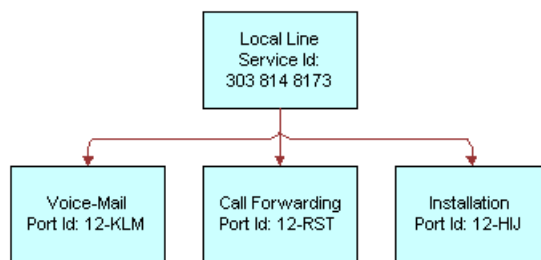 Local Line
Service Id:
303 814 8173
Voice-Mail
Port Id: 12-KLM
Call Forwarding
Port Id: 12-RST
Installation
Port Id: 12-HIJ